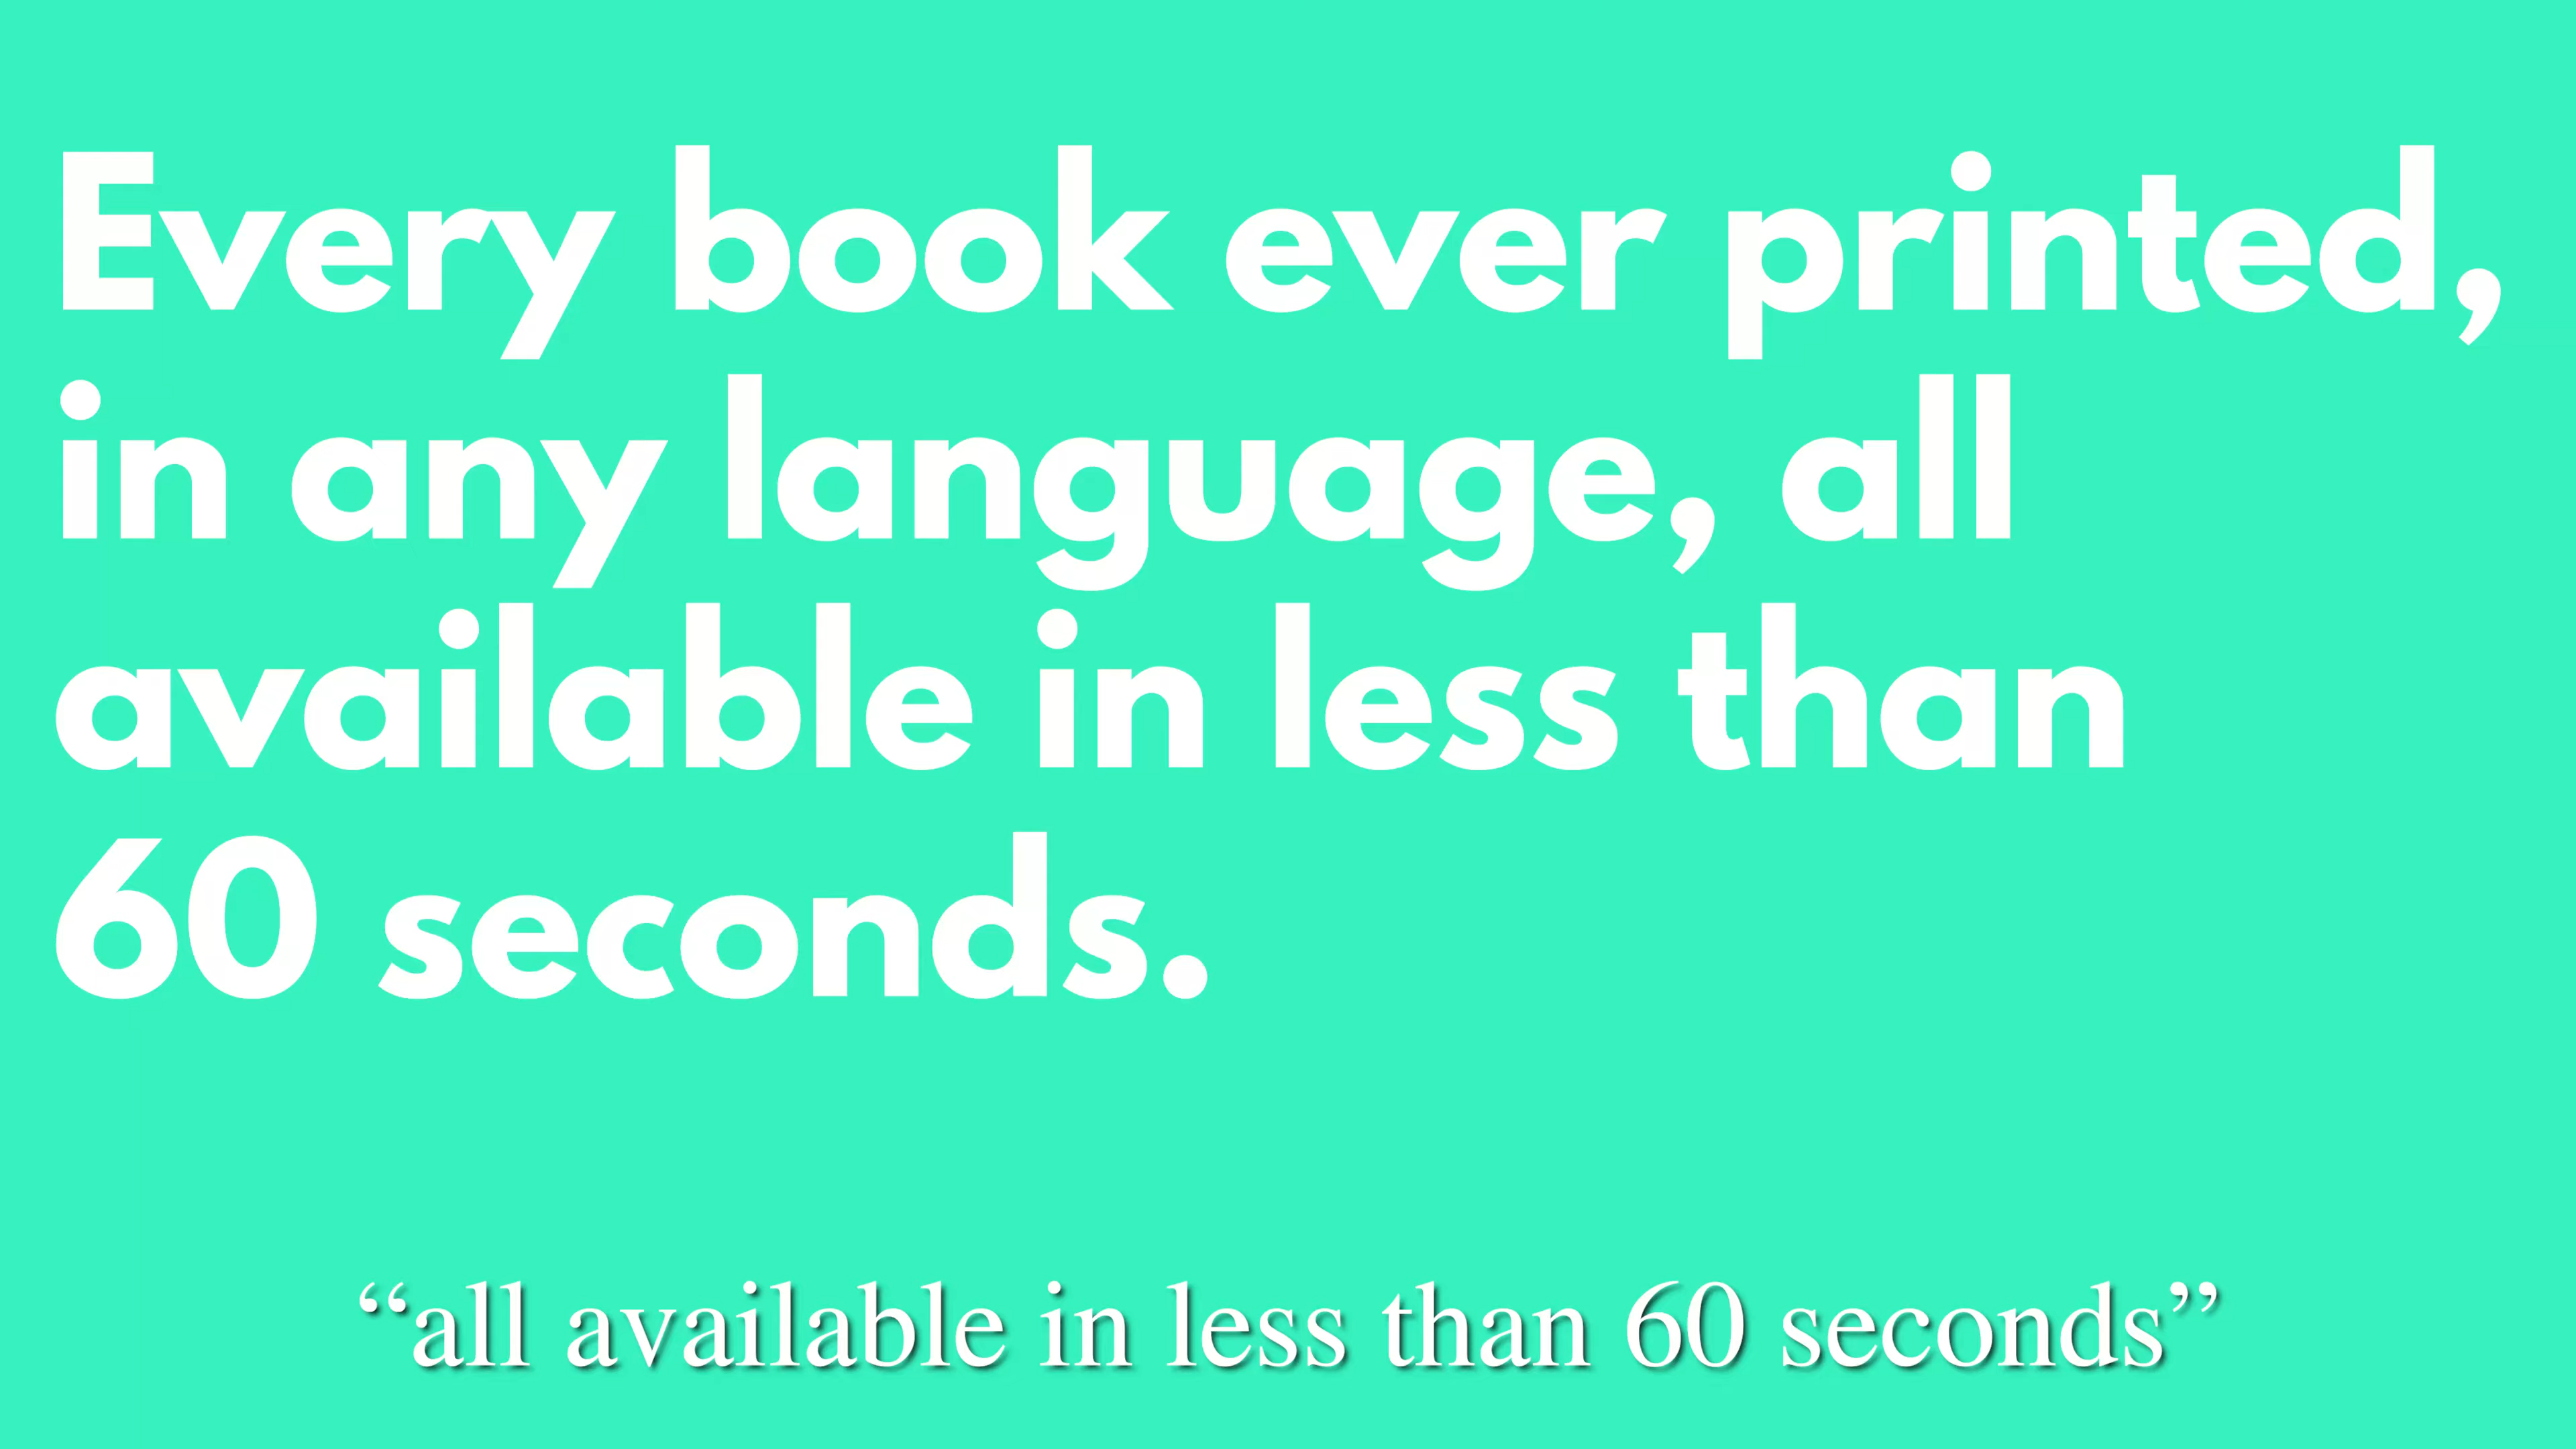 Every book ever printed,
in any language, all
available in less than
60 seconds.
“all available in less than 60 seconds”